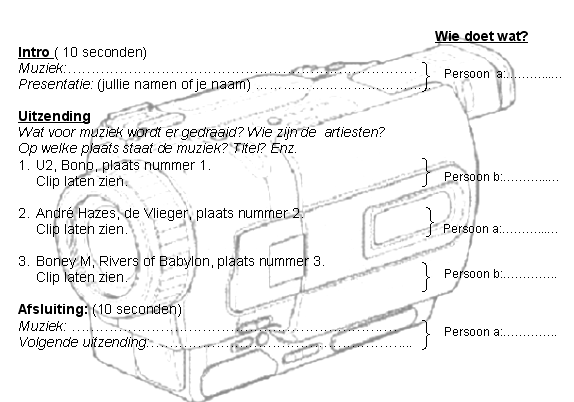 Wie doet wat?
Intro ( 10 seconden)
Muziek:…………………………………………………………………
Presentatie: (jullie namen of je naam) ……………………………… Persoon a:……………
Uitzending
Wat voor muziek wordt er gedraaid? Wie zijn de artiesten?
Op welke plaats staat de muziek? Titel? Enz.
1. U2, Bono, plaats nummer 1.
Clip laten zien. Persoon b:……………
2. André Hazes, de Vlieger, plaats nummer 2.
Clip laten zien. Persoon a:……………
3. Boney M, Rivers of Babylon, plaats nummer 3.
Clip laten zien. Persoon b:…………..
Afsluiting: (10 seconden)
Muziek: ……………………………………………………………
Volgende uitzending:………………………………………………... Persoon a:…………..